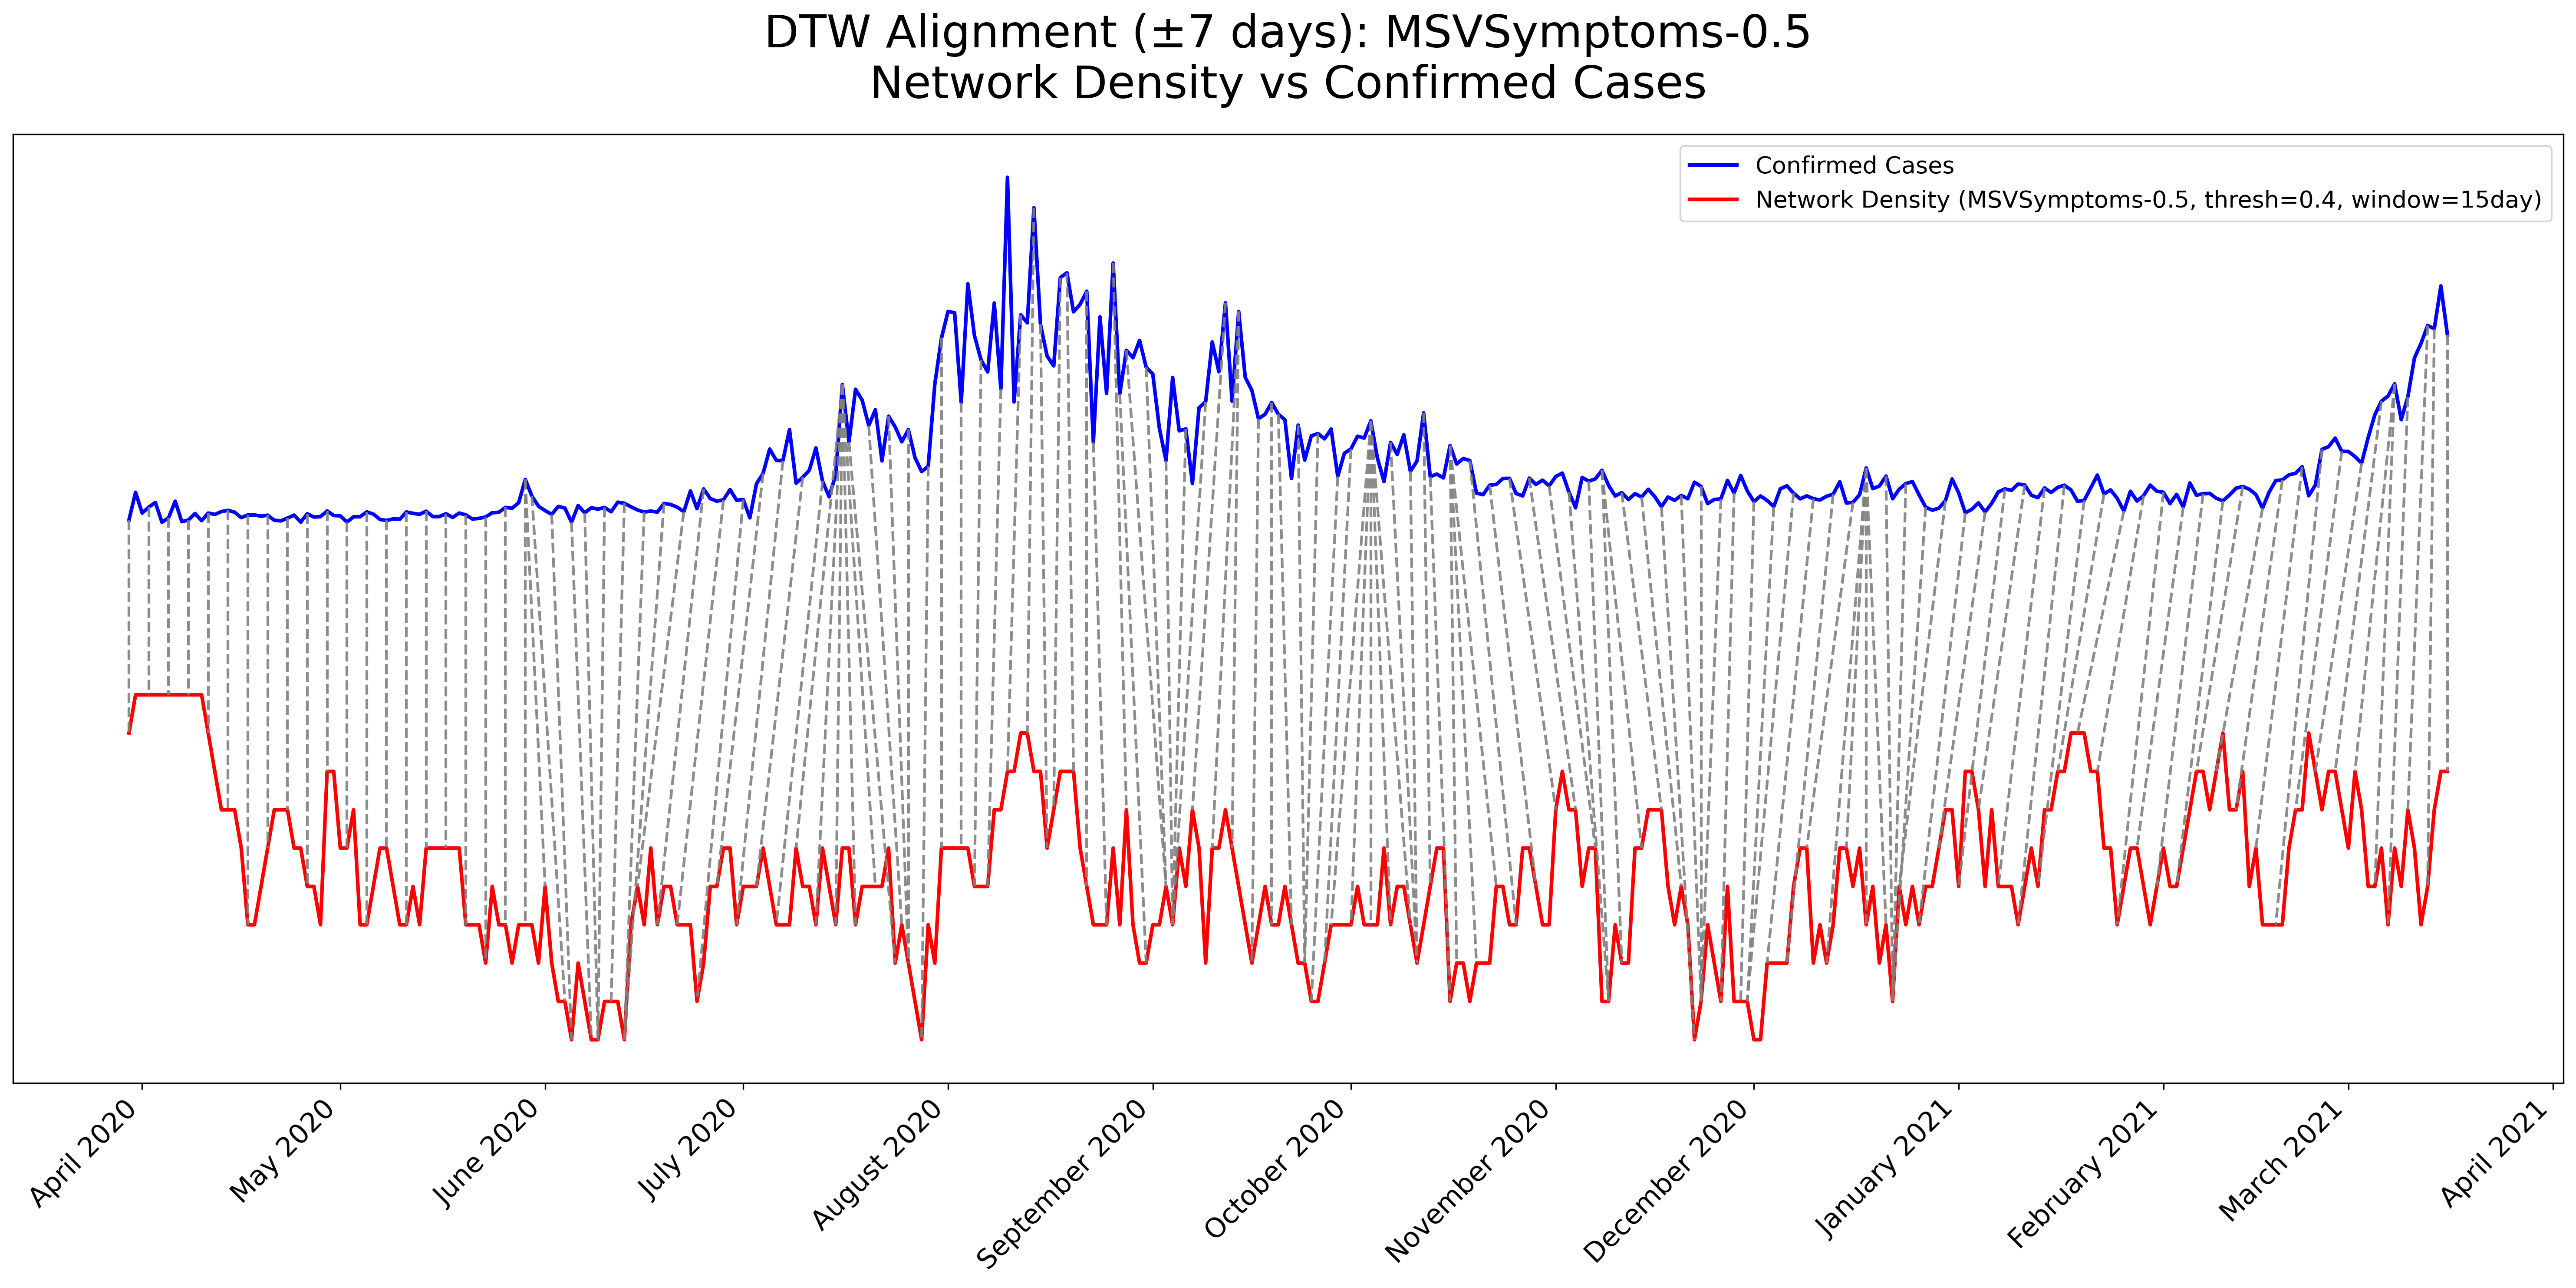 DTW Alignment (±7 days): MSVSymptoms-0.5
Network Density vs Confirmed Cases
Confirmed Cases
Network Density (MSVSymptoms-0.5, thresh=0.4, window=15day)
April 2020
May 2020
June 2020
July 2020
August 2020
September 2020
October 2020
November 2020
December 2020
January 2021
February 2021
March 2021
April 2021